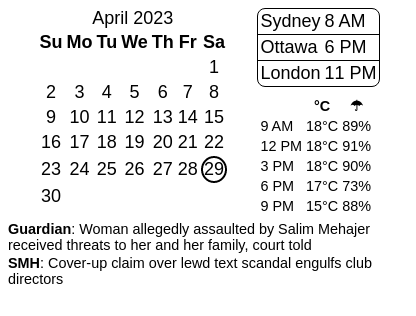 April 2023
Su Mo Tu We Th Fr Sa
1
2 3 4 5 6 7 8
9 10 11 12 13 14 15
16 17 18 19 20 21 22
23 24 25 26 27 28 29
30
Sydney 8 AM
Ottawa 6 PM
London 11 PM
°C ☂
9 AM 18°C 89%
12 PM 18°C 91%
3 PM 18°C 90%
6 PM 17°C 73%
9 PM 15°C 88%
Guardian: Woman allegedly assaulted by Salim Mehajer
received threats to her and her family, court told
SMH: Cover-up claim over lewd text scandal engulfs club
directors